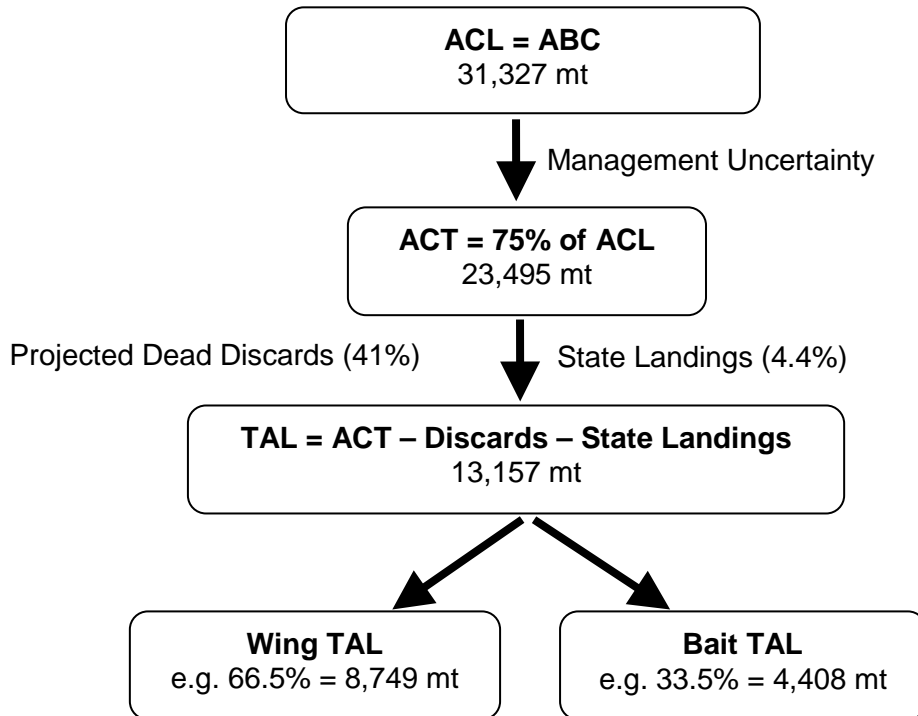 ACL = ABC
31,327 mt
Management Uncertainty
ACT = 75% of ACL
23,495 mt
Projected Dead Discards (41%)
State Landings (4.4%)
TAL = ACT – Discards – State Landings
13,157 mt
Wing TAL
e.g. 66.5% = 8,749 mt
Bait TAL
e.g. 33.5% = 4,408 mt